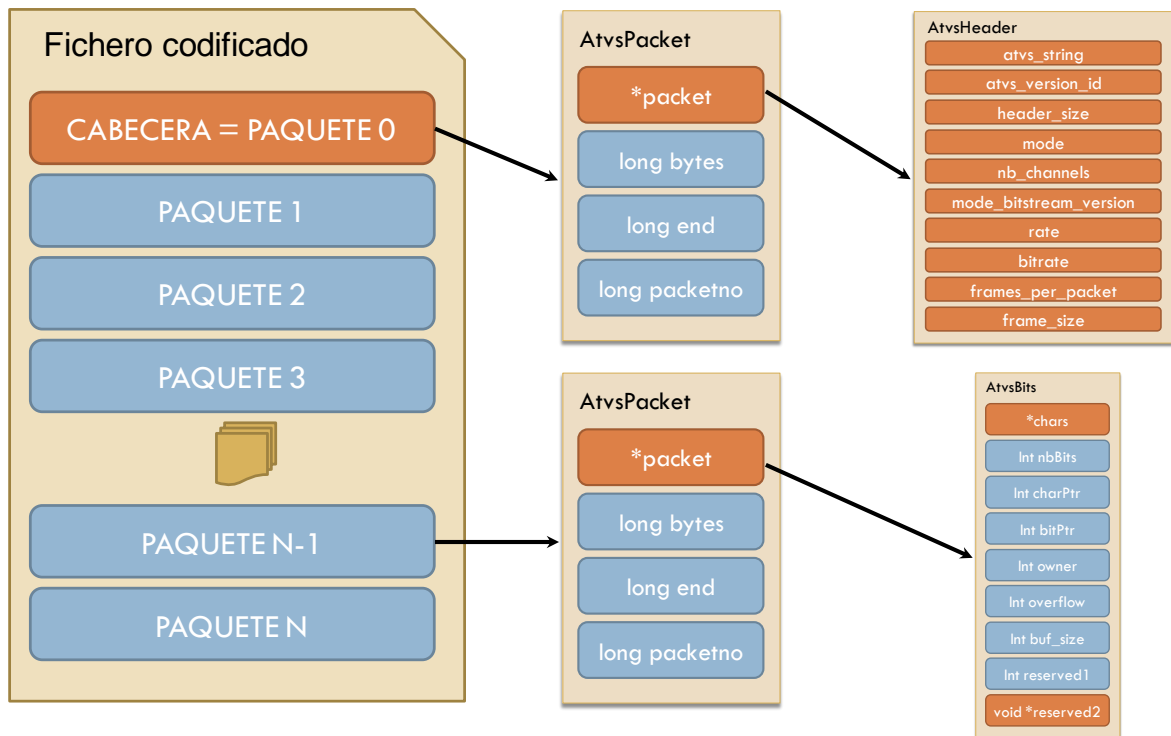 Fichero codificado
CABECERA = PAQUETE 0
PAQUETE 1
PAQUETE 2
PAQUETE 3
PAQUETE N-1
PAQUETE N
AtvsPacket
*packet
long bytes
long end
long packetno
AtvsHeader
atvs_string
atvs_version_id
header_size
mode
nb_channels
mode_bitstream_version
rate
bitrate
frames_per_packet
frame_size
AtvsPacket
*packet
long bytes
long end
long packetno
AtvsBits
*chars
Int nbBits
Int charPtr
Int bitPtr
Int owner
Int overflow
Int buf_size
Int reserved1
void *reserved2